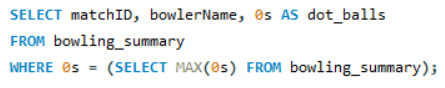 SELECT matchID, bowlerName, 0s AS dot_balls
FROM bowling_summary
WHERE 0s = (SELECT MAX(0s) FROM bowling_summary);